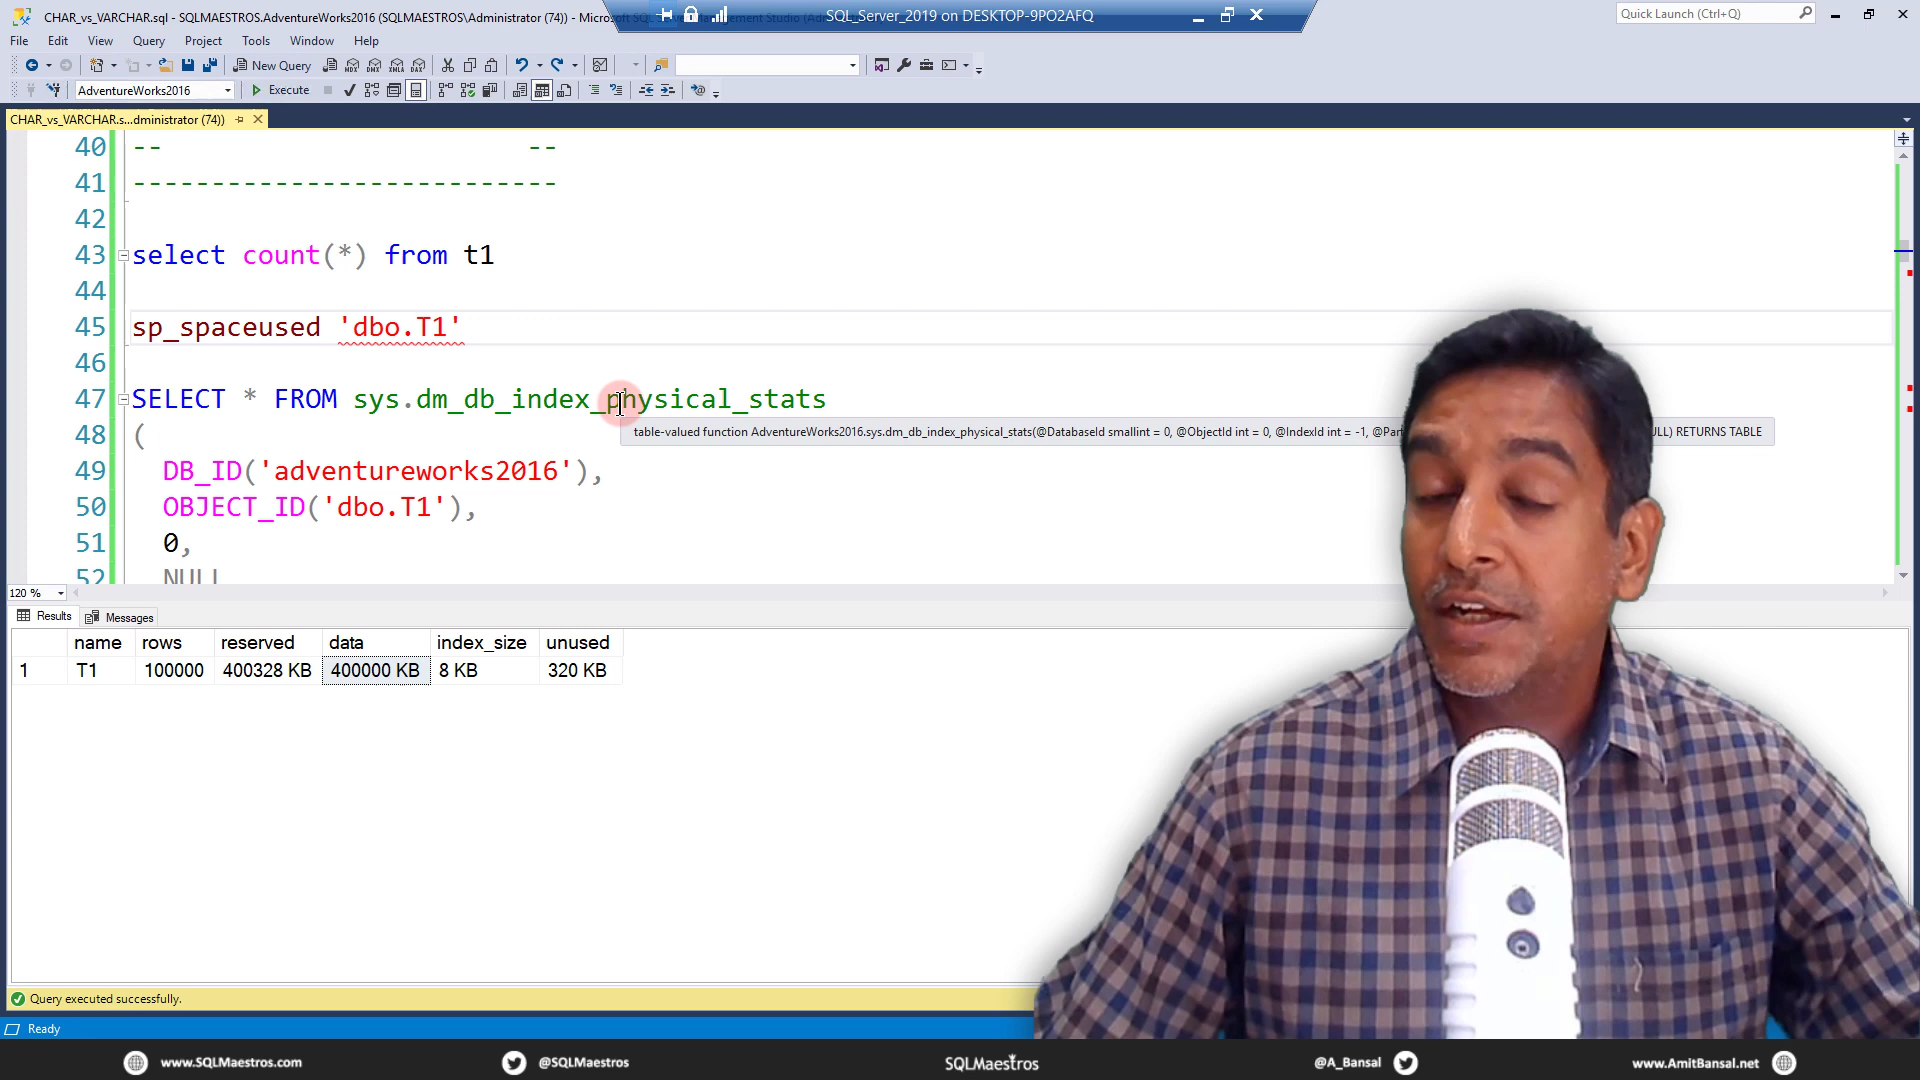 CHAR_vs_VARCHAR.sql - SQLMAESTROS.AdventureWorks2016 (SQLMAESTROS\Administrator (74))* - Micros
SQL_Server_2019 on DESKTOP-9PO2AFQ
Quick Launch (Ctrl+Q)
File Edit View Query Project Tools Window Help
New Query
AdventureWorks2016
Execute
CHAR_vs_VARCHAR.s...dministrator (74))
40 -- --
41 ---------------------------
42
43 select count(*) from t1
44
45 sp_spaceused 'dbo.T1'
46
47 SELECT * FROM sys.dm_db_index_physical_stats
table-valued function AdventureWorks2016.sys.dm_db_index_physical_stats(@DatabaseId smallint = 0, @ObjectId int = 0, @IndexId int = -1, @Par
RETURNS TABLE
48 (
49 DB_ID('adventureworks2016'),
50 OBJECT_ID('dbo.T1'),
51 0,
52 NULL
120 %
Results Messages
name rows reserved data index_size unused
1 T1 100000 400328 KB 400000 KB 8 KB 320 KB
Query executed successfully.
Ready
www.SQLMaestros.com @SQLMaestros SQLMaestros @A_Bansal www.AmitBansal.net